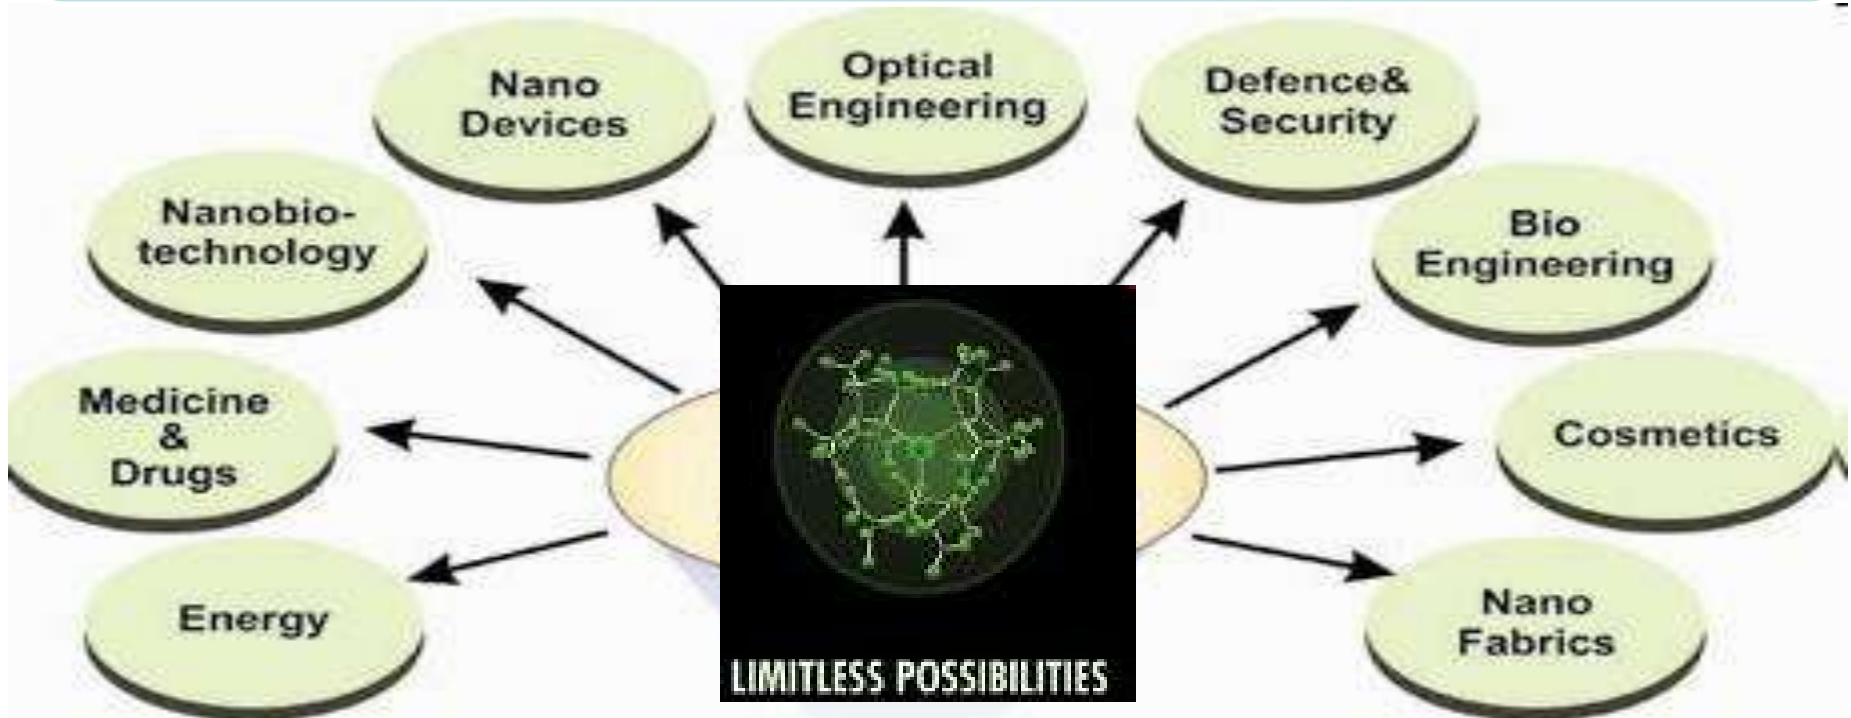 Nano
Devices
Optical
Engineering
Defence&
Security
Nanobio-
technology
Bio
Engineering
Medicine
&
Drugs
Cosmetics
Energy
Nano
Fabrics
LIMITLESS POSSIBILITIES